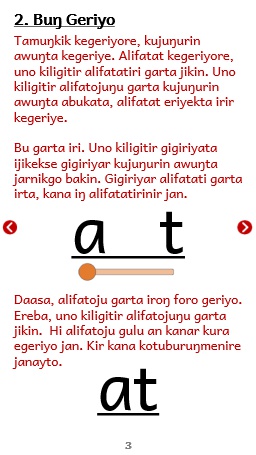 2. Buŋ Geriyo
Tamuŋkik kegeriyore, kujuŋurin
awuŋta kegeriye. Alifatat kegeriyore,
uno kiligitir alifatatiri garta jikin. Uno
kiligitir alifatojuŋu garta kujuŋurin
awuŋta abukata, alifatat eriyekta irir
kegeriye.
Bu garta iri. Uno kiligitir gigiriyata
ijikekse gigiriyar kujuŋurin awuŋta
jarnikgo bakin. Gigiriyar alifatati garta
irta, kana iŋ alifatatirinir jan.
a t
Daasa, alifatoju garta iroŋ foro geriyo.
Ereba, uno kiligitir alifatojuŋu garta
jikin. Hi alifatoju gulu an kanar kura
egeriyo jan. Kir kana kotuburuŋmenire
janayto.
at
3